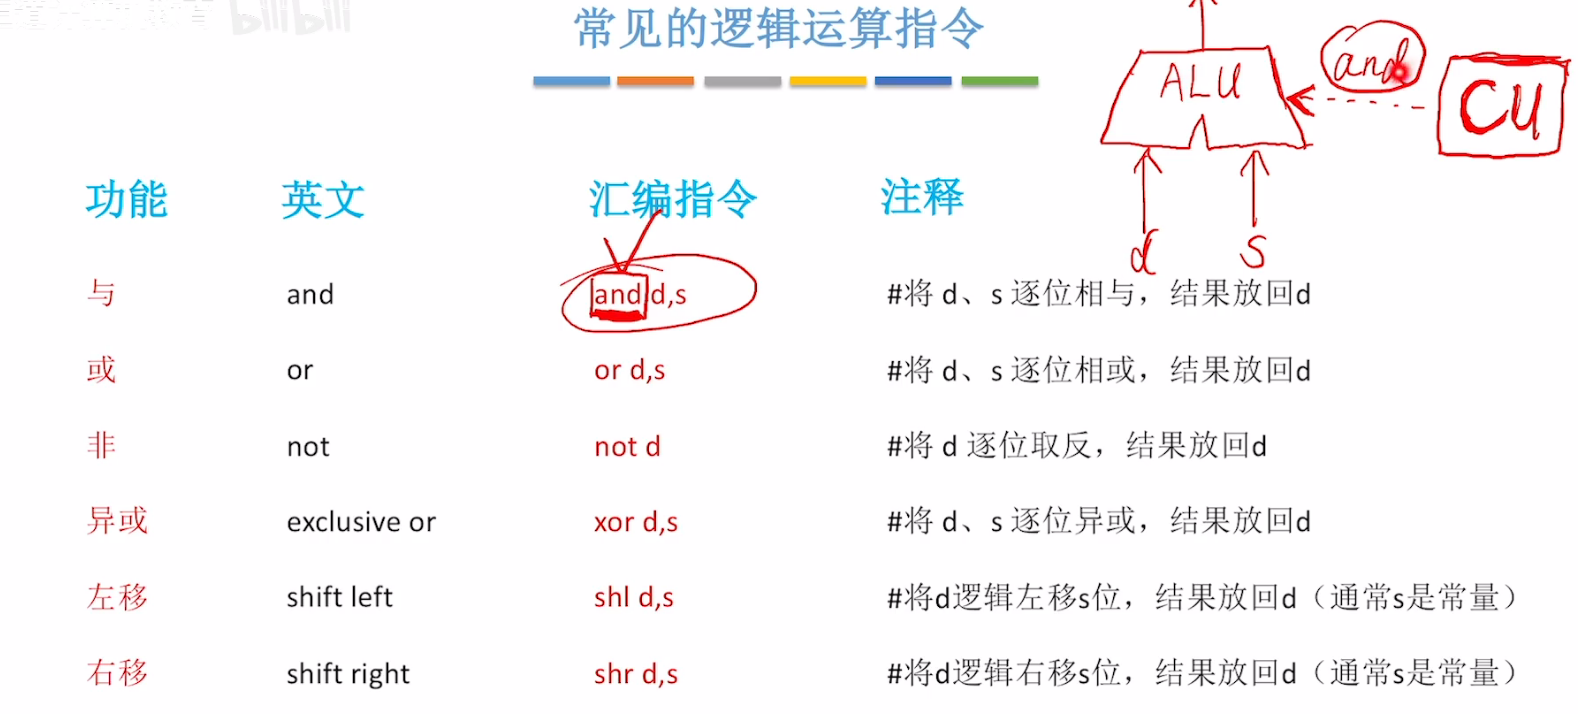 bilibili
常见的逻辑运算指令
ALU
and
CU
d
s
功能 英文 汇编指令 注释
与 and and d,s #将 d、s 逐位相与，结果放回d
或 or or d,s #将 d、s 逐位相或，结果放回d
非 not not d #将 d 逐位取反，结果放回d
异或 exclusive or xor d,s #将 d、s 逐位异或，结果放回d
左移 shift left shl d,s #将d逻辑左移s位，结果放回d（通常s是常量）
右移 shift right shr d,s #将d逻辑右移s位，结果放回d（通常s是常量）